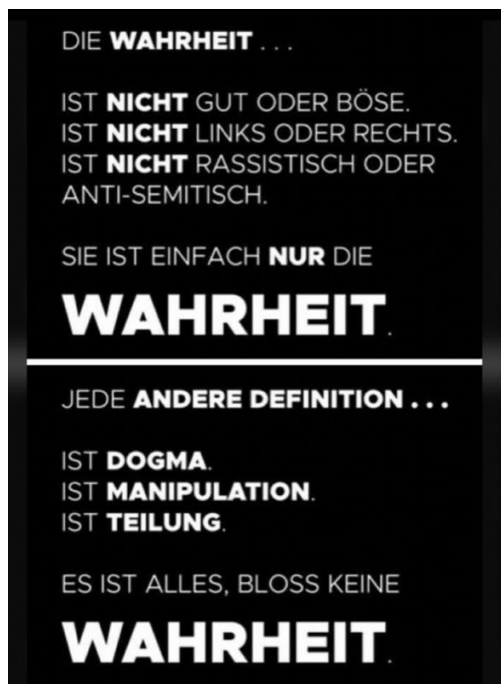 DIE WAHRHEIT . . .
IST NICHT GUT ODER BÖSE.
IST NICHT LINKS ODER RECHTS.
IST NICHT RASSISTISCH ODER
ANTI-SEMITISCH.
SIE IST EINFACH NUR DIE
WAHRHEIT.
JEDE ANDERE DEFINITION . . .
IST DOGMA.
IST MANIPULATION.
IST TEILUNG.
ES IST ALLES, BLOSS KEINE
WAHRHEIT.